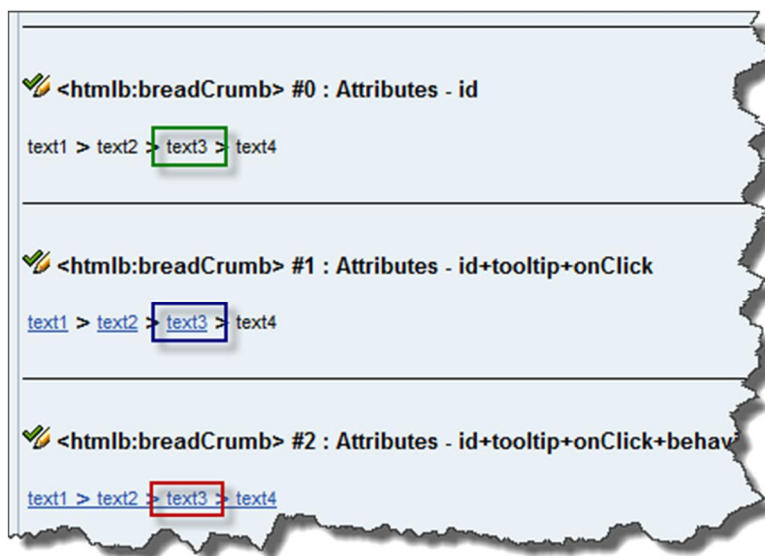 <htmlb:breadCrumb> #0 : Attributes - id
text1 > text2 > text3 > text4
<htmlb:breadCrumb> #1 : Attributes - id+tooltip+onClick
text1 > text2 > text3 > text4
<htmlb:breadCrumb> #2 : Attributes - id+tooltip+onClick+behav
text1 > text2 > text3 > text4